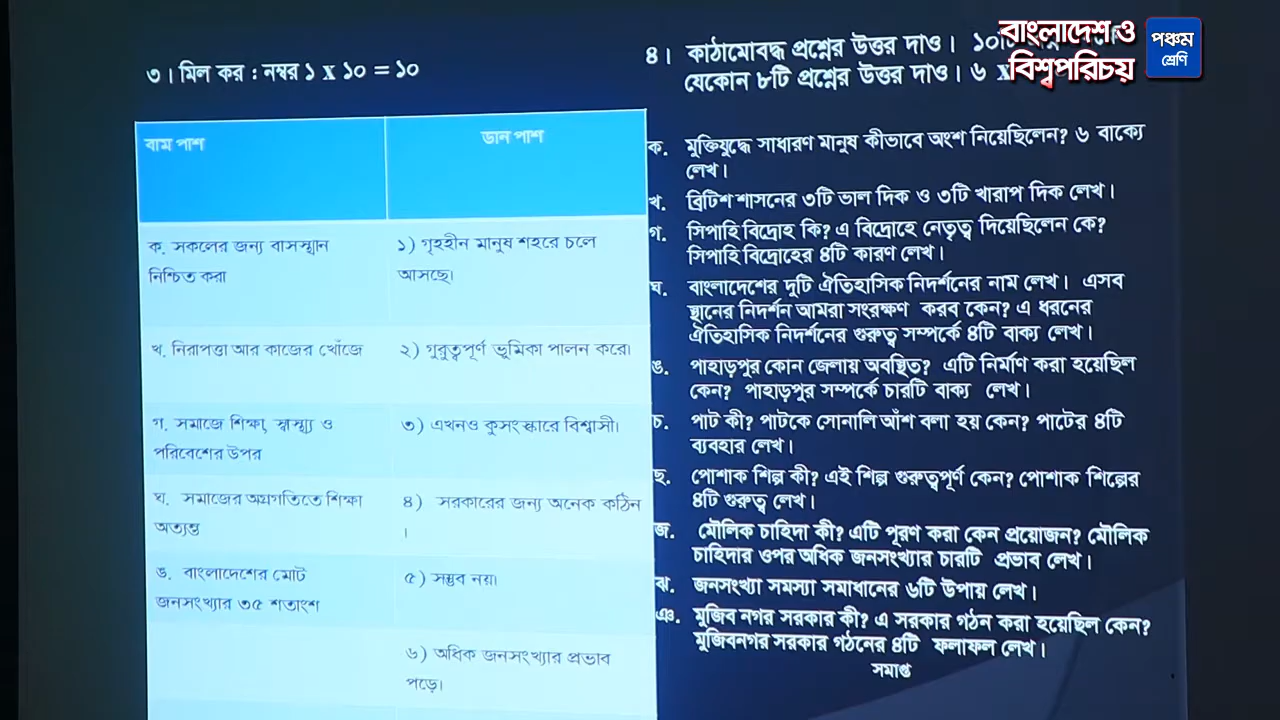 বাংলাদেশ ও
বিশ্বপরিচয়
পঞ্চম
শ্রেণি
৩। মিল কর : নম্বর ১ x ১০ = ১০
বাম পাশ
ডান পাশ
ক. সকলের জন্য বাসস্থান
নিশ্চিত করা
১) গৃহহীন মানুষ শহরে চলে
আসছে।
খ. নিরাপত্তা আর কাজের খোঁজে
২) গুরুত্বপূর্ণ ভূমিকা পালন করে।
গ. সমাজে শিক্ষা, স্বাস্থ্য ও
পরিবেশের উপর
৩) এখনও কুসংস্কারে বিশ্বাসী।
ঘ. সমাজের অগ্রগতিতে শিক্ষা
অত্যন্ত
৪) সরকারের জন্য অনেক কঠিন
।
ঙ. বাংলাদেশের মোট
জনসংখ্যার ৩৫ শতাংশ
৫) সম্ভব নয়।
৬) অধিক জনসংখ্যার প্রভাব
পড়ে।
৪। কাঠামোবদ্ধ প্রশ্নের উত্তর দাও। ১০টি
যেকোন ৮টি প্রশ্নের উত্তর দাও। ৬ x
ক. মুক্তিযুদ্ধে সাধারণ মানুষ কীভাবে অংশ নিয়েছিলেন? ৬ বাক্যে
লেখ।
খ. ব্রিটিশ শাসনের ৩টি ভাল দিক ও ৩টি খারাপ দিক লেখ।
গ. সিপাহি বিদ্রোহ কি? এ বিদ্রোহে নেতৃত্ব দিয়েছিলেন কে?
সিপাহি বিদ্রোহের ৪টি কারণ লেখ।
ঘ. বাংলাদেশের দুটি ঐতিহাসিক নিদর্শনের নাম লেখ। এসব
স্থানের নিদর্শন আমরা সংরক্ষণ করব কেন? এ ধরনের
ঐতিহাসিক নিদর্শনের গুরুত্ব সম্পর্কে ৪টি বাক্য লেখ।
ঙ. পাহাড়পুর কোন জেলায় অবস্থিত? এটি নির্মাণ করা হয়েছিল
কেন? পাহাড়পুর সম্পর্কে চারটি বাক্য লেখ।
চ. পাট কী? পাটকে সোনালি আঁশ বলা হয় কেন? পাটের ৪টি
ব্যবহার লেখ।
ছ. পোশাক শিল্প কী? এই শিল্প গুরুত্বপূর্ণ কেন? পোশাক শিল্পের
৪টি গুরুত্ব লেখ।
জ. মৌলিক চাহিদা কী? এটি পূরণ করা কেন প্রয়োজন? মৌলিক
চাহিদার ওপর অধিক জনসংখ্যার চারটি প্রভাব লেখ।
ঝ. জনসংখ্যা সমস্যা সমাধানের ৬টি উপায় লেখ।
ঞ. মুজিব নগর সরকার কী? এ সরকার গঠন করা হয়েছিল কেন?
মুজিবনগর সরকার গঠনের ৪টি ফলাফল লেখ।
সমাপ্ত